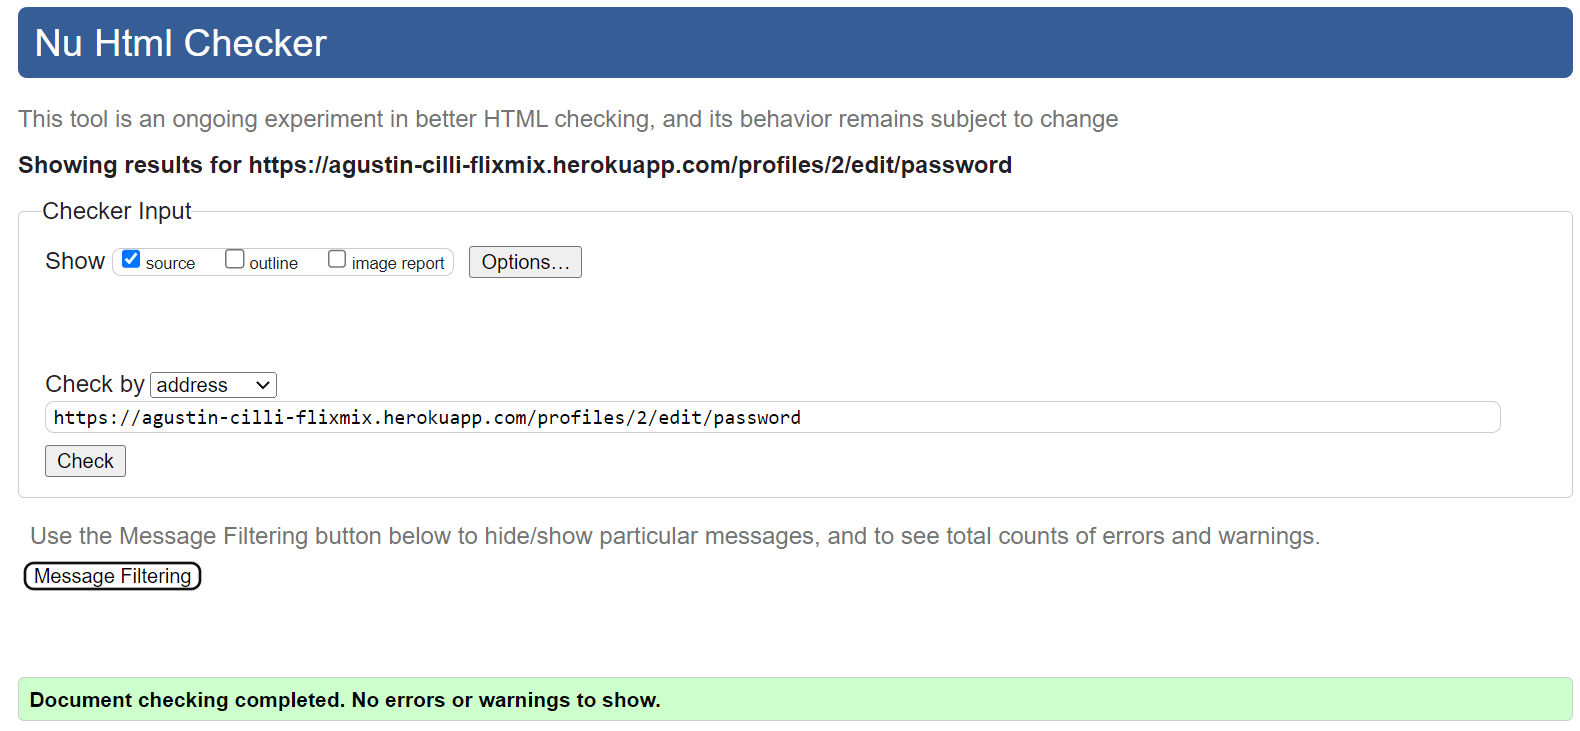 Nu Html Checker
This tool is an ongoing experiment in better HTML checking, and its behavior remains subject to change
Showing results for https://agustin-cilli-flixmix.herokuapp.com/profiles/2/edit/password
Checker Input
Show source outline image report Options...
Check by address
https://agustin-cilli-flixmix.herokuapp.com/profiles/2/edit/password
Check
Use the Message Filtering button below to hide/show particular messages, and to see total counts of errors and warnings.
Message Filtering
Document checking completed. No errors or warnings to show.